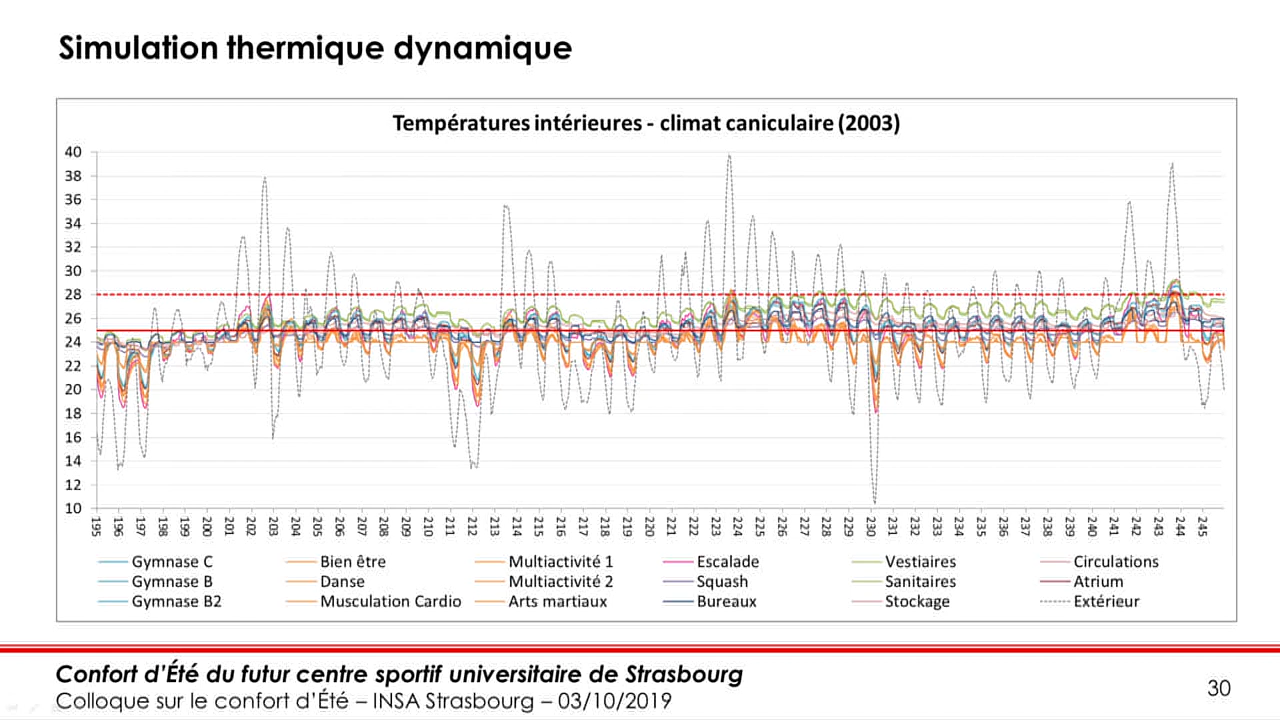 Simulation thermique dynamique
Températures intérieures - climat caniculaire (2003)
40
38
36
34
32
30
28
26
24
22
20
18
16
14
12
10
195 196 197 198 199 200 201 202 203 204 205 206 207 208 209 210 211 212 213 214 215 216 217 218 219 220 221 222 223 224 225 226 227 228 229 230 231 232 233 234 235 236 237 238 239 240 241 242 243 244 245
Gymnase C Bien être Multiactivité 1 Escalade Vestiaires Circulations
Gymnase B Danse Multiactivité 2 Squash Sanitaires Atrium
Gymnase B2 Musculation Cardio Arts martiaux Bureaux Stockage Extérieur
Confort d'Été du futur centre sportif universitaire de Strasbourg
Colloque sur le confort d'Été – INSA Strasbourg – 03/10/2019
30